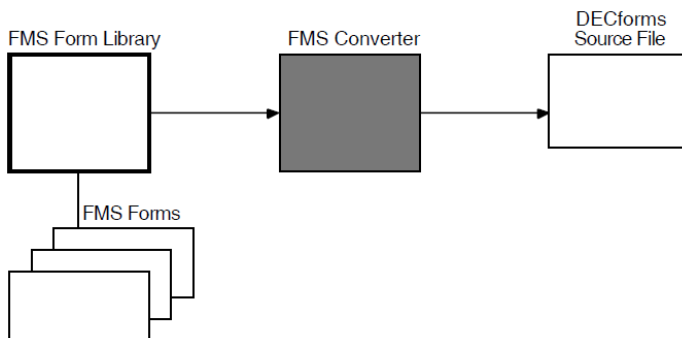 DECforms
FMS Form Library
FMS Converter
Source File
FMS Forms